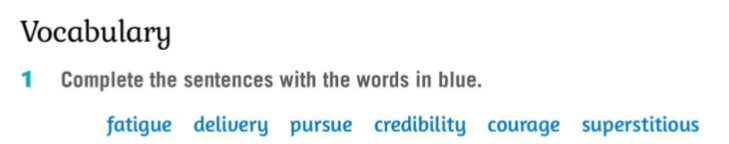 Vocabulary
1 Complete the sentences with the words in blue.
fatigue delivery pursue credibility courage superstitious